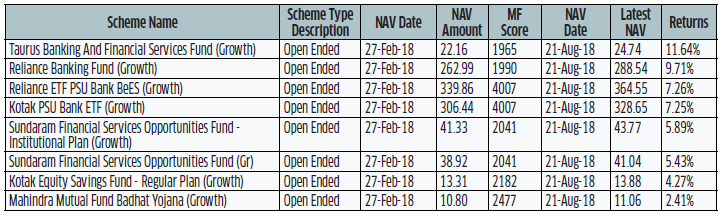 Scheme Name Scheme Type Description NAV Date NAV Amount MF Score NAV Date Latest NAV Returns
Taurus Banking And Financial Services Fund (Growth) Open Ended 27-Feb-18 22.16 1965 21-Aug-18 24.74 11.64%
Reliance Banking Fund (Growth) Open Ended 27-Feb-18 262.99 1990 21-Aug-18 288.54 9.71%
Reliance ETF PSU Bank BeES (Growth) Open Ended 27-Feb-18 339.86 4007 21-Aug-18 364.55 7.26%
Kotak PSU Bank ETF (Growth) Open Ended 27-Feb-18 306.44 4007 21-Aug-18 328.65 7.25%
Sundaram Financial Services Opportunities Fund - Open Ended 27-Feb-18 41.33 2041 21-Aug-18 43.77 5.89%
Institutional Plan (Growth)
Sundaram Financial Services Opportunities Fund (Gr) Open Ended 27-Feb-18 38.92 2041 21-Aug-18 41.04 5.43%
Kotak Equity Savings Fund - Regular Plan (Growth) Open Ended 27-Feb-18 13.31 2182 21-Aug-18 13.88 4.27%
Mahindra Mutual Fund Badhat Yojana (Growth) Open Ended 27-Feb-18 10.80 2477 21-Aug-18 11.06 2.41%